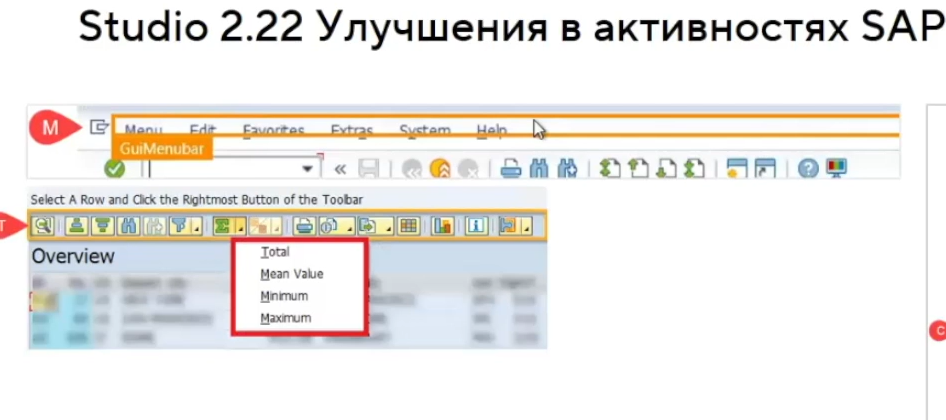 Studio 2.22 Улучшения в активностях SAP
M
Menu Edit Favorites Extras System Help
GuiMenubar
Select A Row and Click the Rightmost Button of the Toolbar
T
Overview
Total
Mean Value
Minimum
Maximum
C